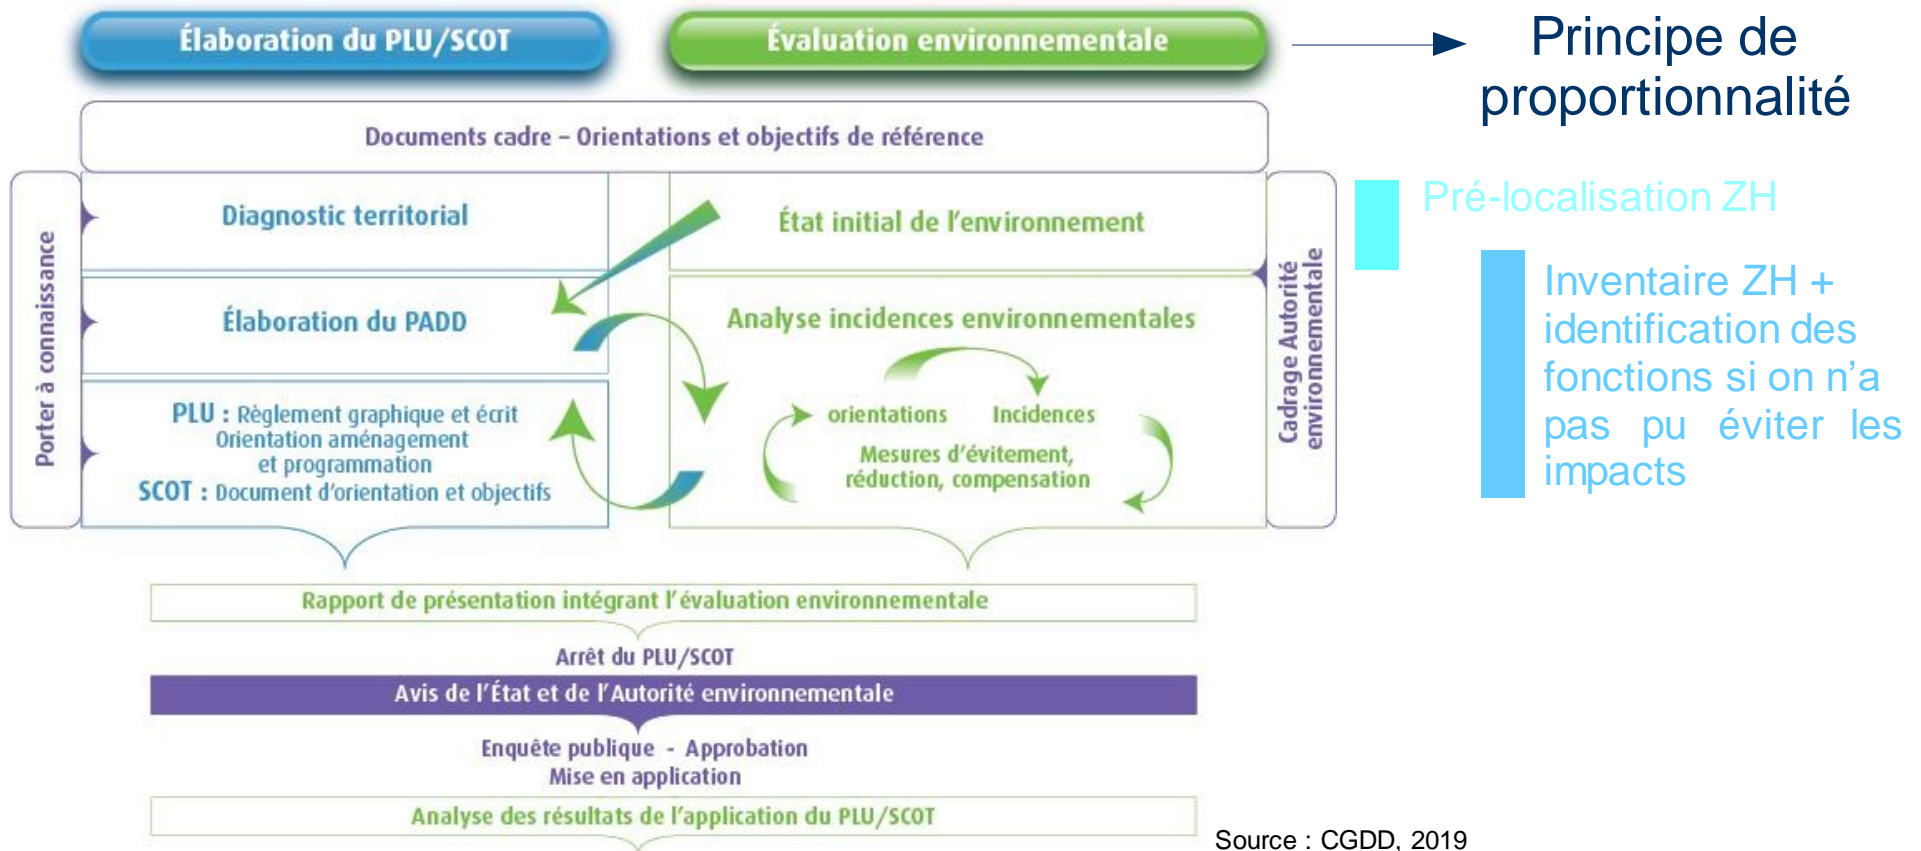 Élaboration du PLU/SCOT
Évaluation environnementale
Principe de
proportionnalité
Documents cadre – Orientations et objectifs de référence
Porter à connaissance
Diagnostic territorial
État initial de l'environnement
Élaboration du PADD
Analyse incidences environnementales
PLU : Règlement graphique et écrit
Orientation aménagement
et programmation
SCOT : Document d'orientation et objectifs
orientations
Incidences
Mesures d'évitement,
réduction, compensation
Cadrage Autorité
environnementale
Pré-localisation ZH
Inventaire ZH +
identification des
fonctions si on n'a
pas pu éviter les
impacts
Rapport de présentation intégrant l'évaluation environnementale
Arrêt du PLU/SCOT
Avis de l'État et de l'Autorité environnementale
Enquête publique - Approbation
Mise en application
Analyse des résultats de l'application du PLU/SCOT
Source : CGDD, 2019